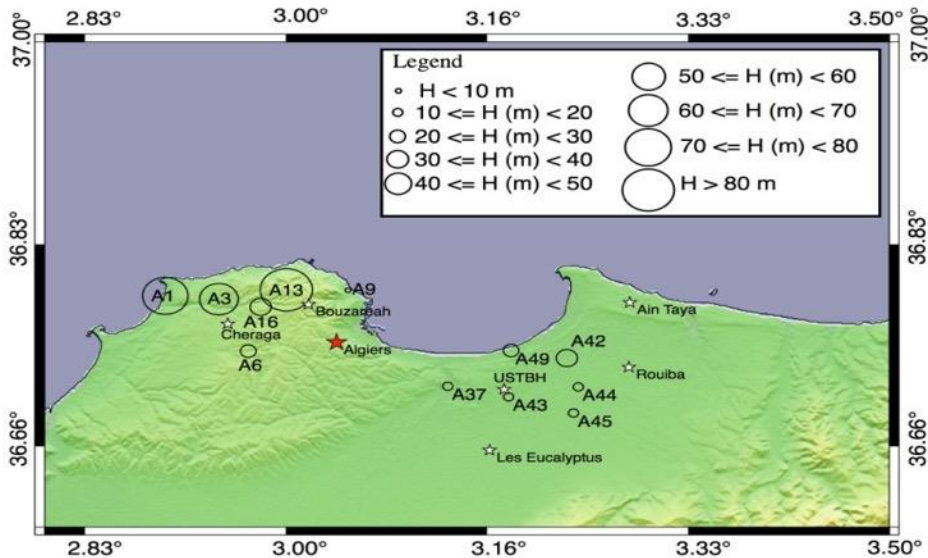 2.83° 3.00° 3.16° 3.33° 3.50°
37.00° 37.00°
Legend
H < 10 m
10 <= H (m) < 20
20 <= H (m) < 30
30 <= H (m) < 40
40 <= H (m) < 50
50 <= H (m) < 60
60 <= H (m) < 70
70 <= H (m) < 80
H > 80 m
36.83° 36.83°
A1 A3 A13 A9
A16 Bouzareah Ain Taya
Cheraga
A6 Algiers A49 A42
USTBH Rouiba
A37 A43 A44
A45
36.66° 36.66°
Les Eucalyptus
2.83° 3.00° 3.16° 3.33° 3.50°